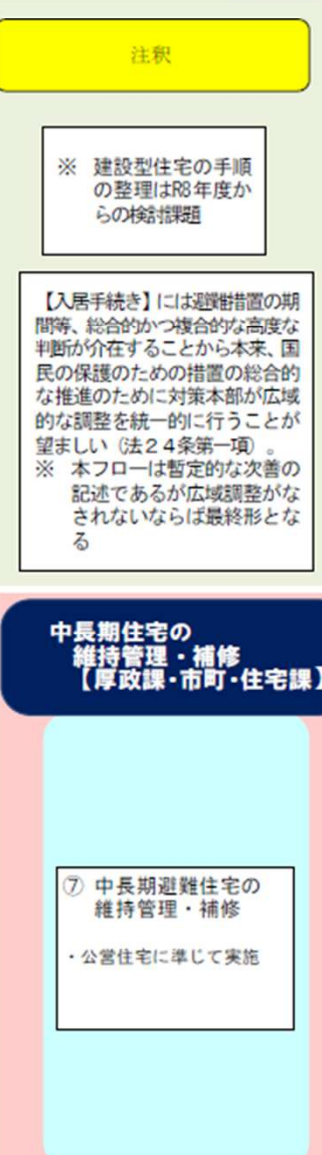 注釈
※ 建設型住宅の手順
の整理はR8年度か
らの検討課題
【入居手続き】には避難措置の期
間等、総合的かつ複合的な高度な
判断が介在することから本来、国
民の保護のための措置の総合的
な推進のために対策本部が広域
的な調整を統一的に行うことが
望ましい（法２４条第一項）。
※ 本フローは暫定的な次善の
記述であるが広域調整がな
されないならば最終形とな
る
中長期住宅の
維持管理・補修
【厚政課・市町・住宅課】
⑦ 中長期避難住宅の
維持管理・補修
・公営住宅に準じて実施